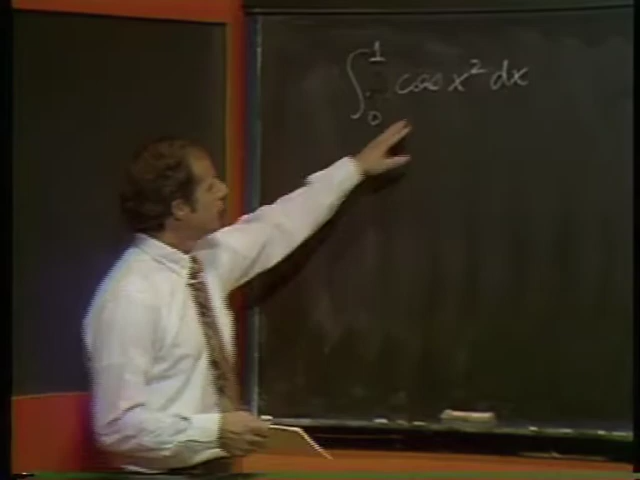 ∫₀¹ cos x² dx